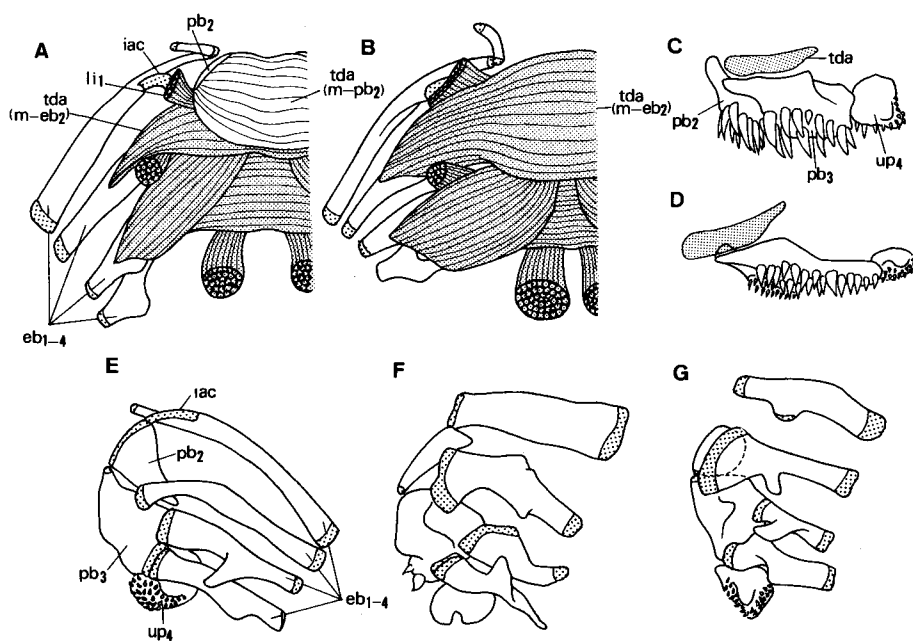 A
pb2
iac
li1
tda
(m–eb2)
tda
(m–pb2)
eb1–4
B
tda
(m–eb2)
C
tda
pb2
pb3
up4
D
E
iac
pb2
pb3
up4
eb1–4
F
G